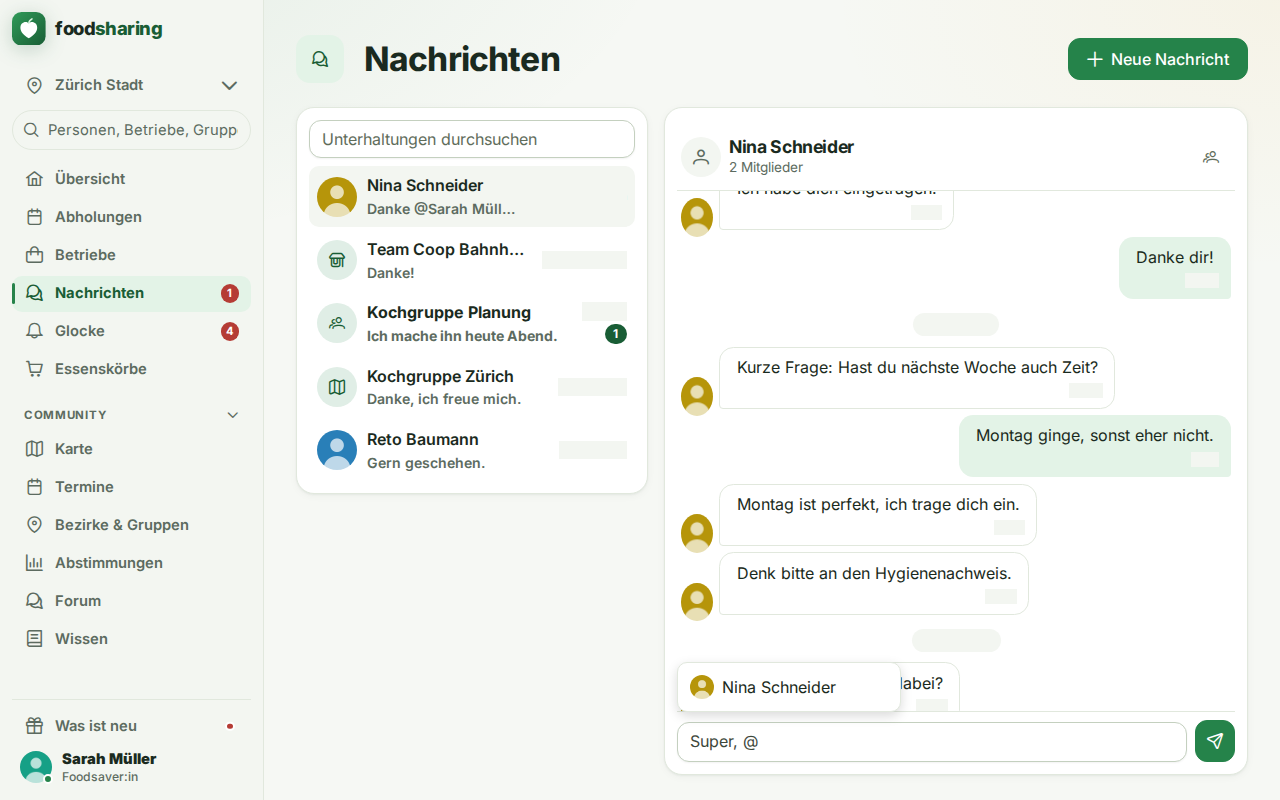 foodsharing
Zürich Stadt
Personen, Betriebe, Grupp
Übersicht
Abholungen
Betriebe
Nachrichten 1
Glocke 4
Essenskörbe
COMMUNITY
Karte
Termine
Bezirke & Gruppen
Abstimmungen
Forum
Wissen
Was ist neu
Sarah Müller
Foodsaver:in
Nachrichten
Neue Nachricht
Unterhaltungen durchsuchen
Nina Schneider
Danke @Sarah Müll...
Team Coop Bahnh...
Danke!
Kochgruppe Planung
Ich mache ihn heute Abend. 1
Kochgruppe Zürich
Danke, ich freue mich.
Reto Baumann
Gern geschehen.
Nina Schneider
2 Mitglieder
Ich habe dich eingetragen.
Danke dir!
Kurze Frage: Hast du nächste Woche auch Zeit?
Montag ginge, sonst eher nicht.
Montag ist perfekt, ich trage dich ein.
Denk bitte an den Hygienenachweis.
dabei?
Nina Schneider
Super, @